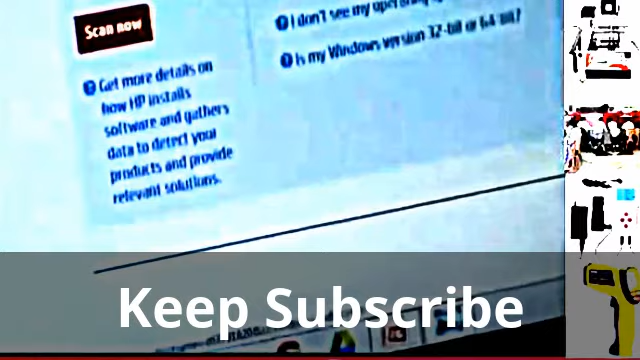 Scan now
Get more details on
how HP installs
software and gathers
data to detect your
products and provide
relevant solutions.
I don't see my operating
Is my Windows version 32-bit or 64-bit?
Keep Subscribe